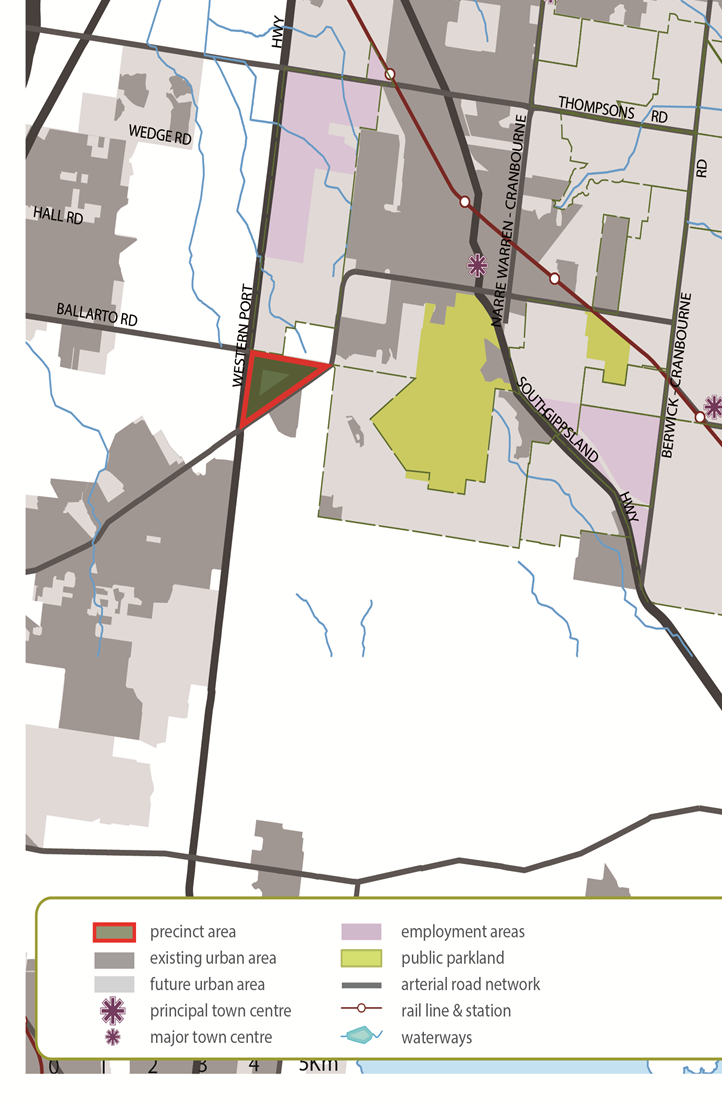 HWY
THOMPSONS RD
WEDGE RD
RD
NARRE WARREN - CRANBOURNE
HALL RD
BALLARTO RD
WESTERN PORT
BERWICK - CRANBOURNE
SOUTHGIPPSLAND
HWY
precinct area
existing urban area
future urban area
principal town centre
major town centre
employment areas
public parkland
arterial road network
rail line & station
waterways
0 1 2 3 4 5Km